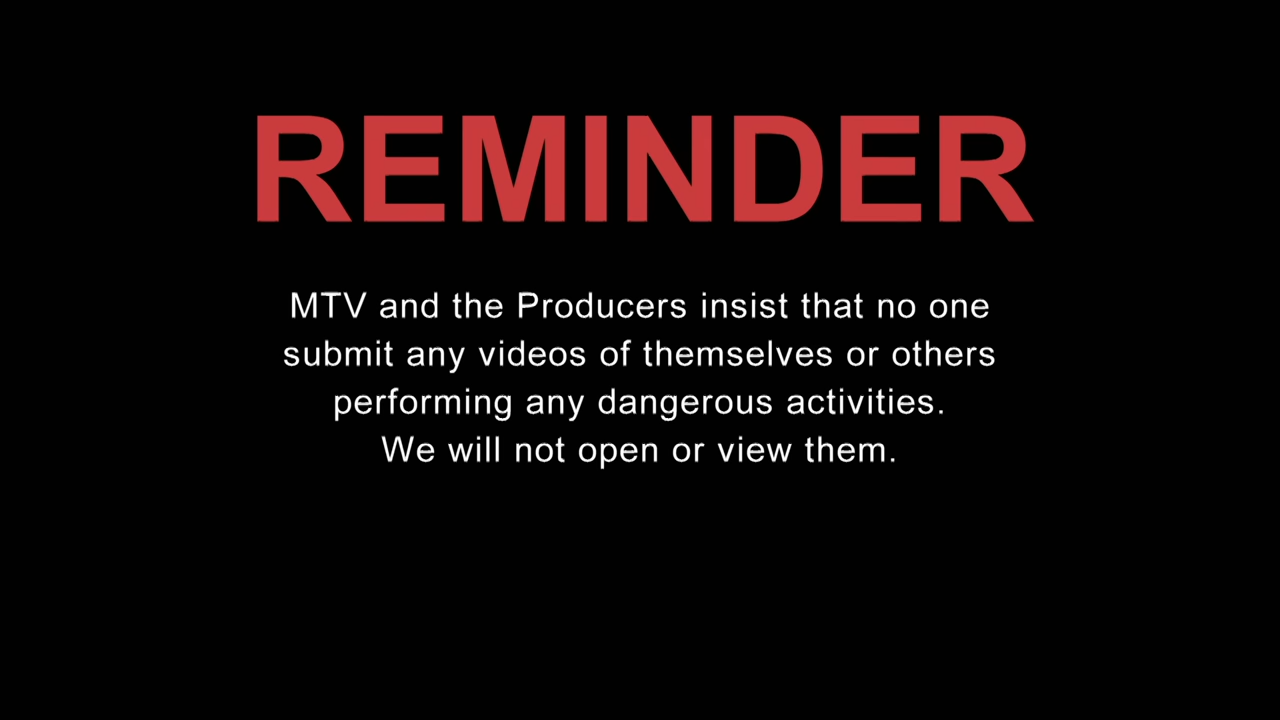 REMINDER
MTV and the Producers insist that no one
submit any videos of themselves or others
performing any dangerous activities.
We will not open or view them.